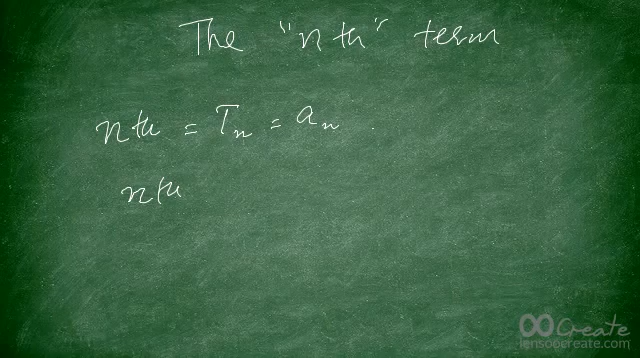 The "nth" term
nth = Tn = an .
nth
Create
lensoocreate.com